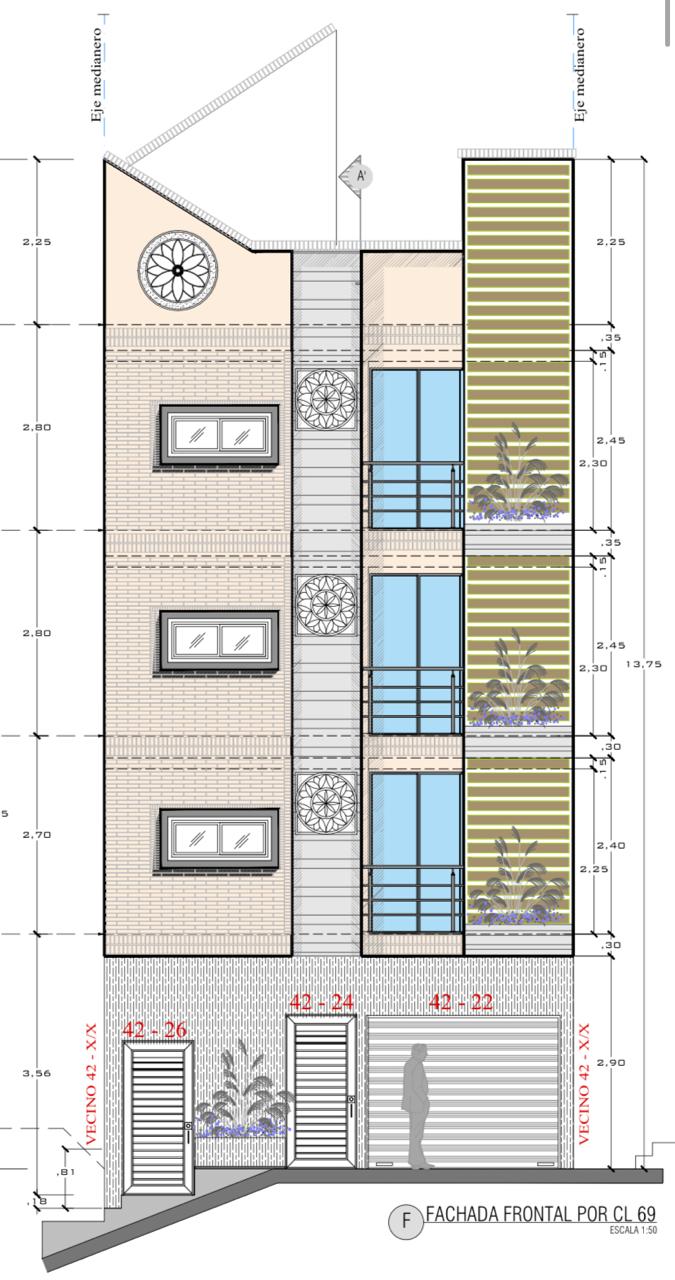 Eje medianero
Eje medianero
A'
2,25
2,25
,35
,15
2,80
2,45
2,30
,35
,15
2,80
2,45
2,30
13,75
,30
,15
5
2,70
2,40
2,25
,30
42 - 24
42 - 22
42 - 26
VECINO 42 - X/X
VECINO 42 - X/X
3,56
2,90
,81
,18
F
FACHADA FRONTAL POR CL 69
ESCALA 1:50